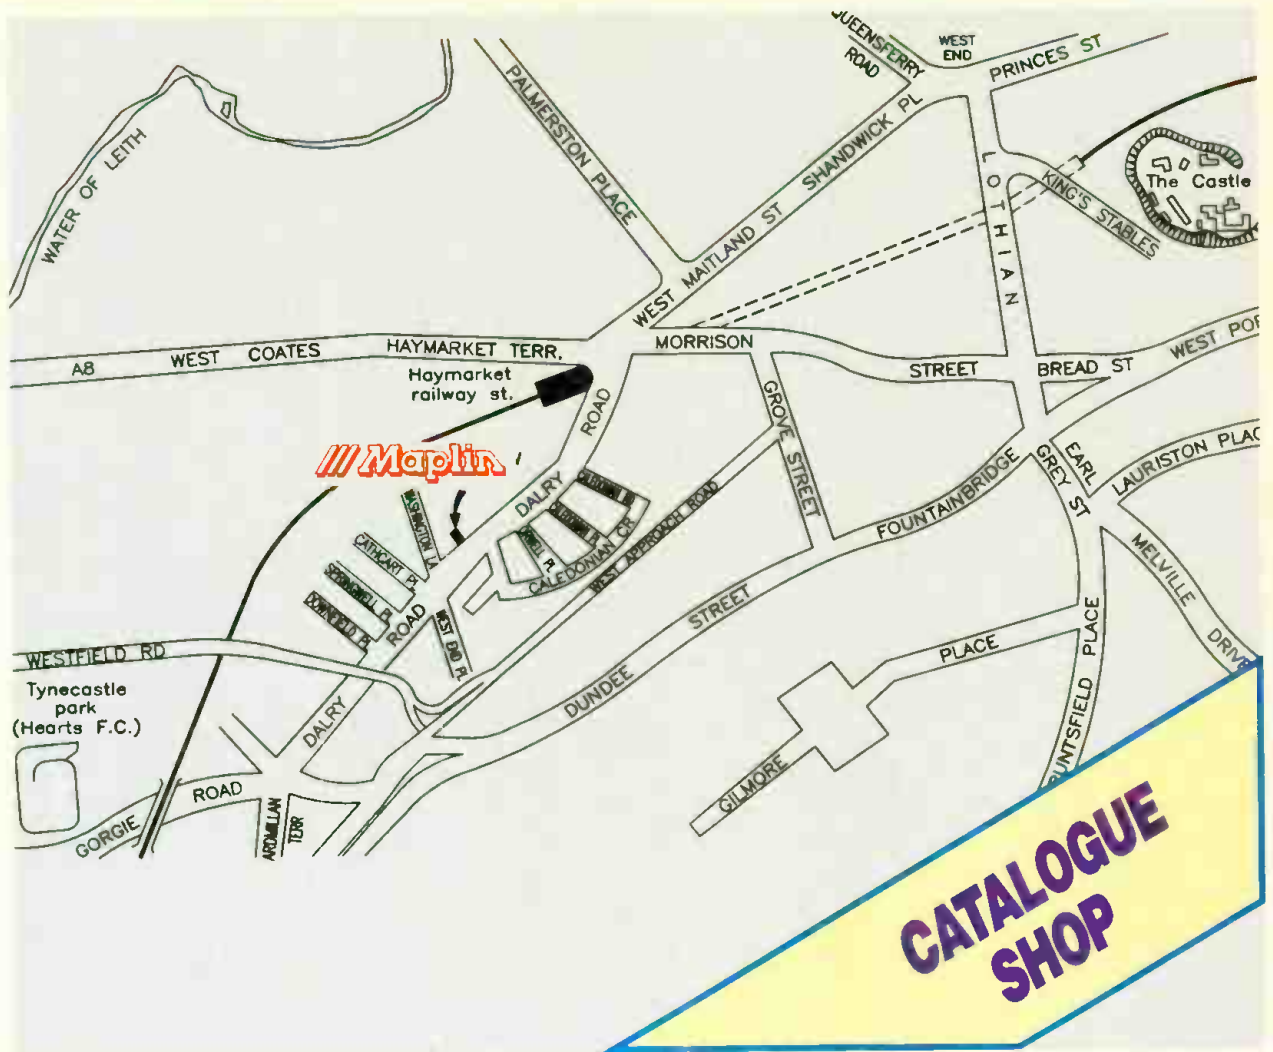 QUEENSFERRY
ROAD
WEST
END
PRINCES ST
PALMERSTON PLACE
WATER OF LEITH
SHANDWICK PL
LOTHIAN
KING'S STABLES
The Castle
WEST MAITLAND ST
A8
WEST COATES
HAYMARKET TERR.
MORRISON
STREET
BREAD ST
WEST POR
Haymarket
railway st.
ROAD
GROVE STREET
Maplin
EARL
GREY ST
LAURISTON PLAC
FOUNTAINBRIDGE
DALRY
WASHINGTON LA
CALEDONIAN CR
WEST APPROACH ROAD
CATHCART PL
SPRINGWELL PL
DOWNFIELD PL
ORWELL PL
ROAD
WEST END PL
MELVILLE
DRIVE
STREET
DUNDEE
PLACE
GILMORE
PLACE
UNTSFIELD
WESTFIELD RD
Tynecastle
park
(Hearts F.C.)
DALRY
ROAD
GORGIE
ARDMILLAN
TERR
CATALOGUE
SHOP